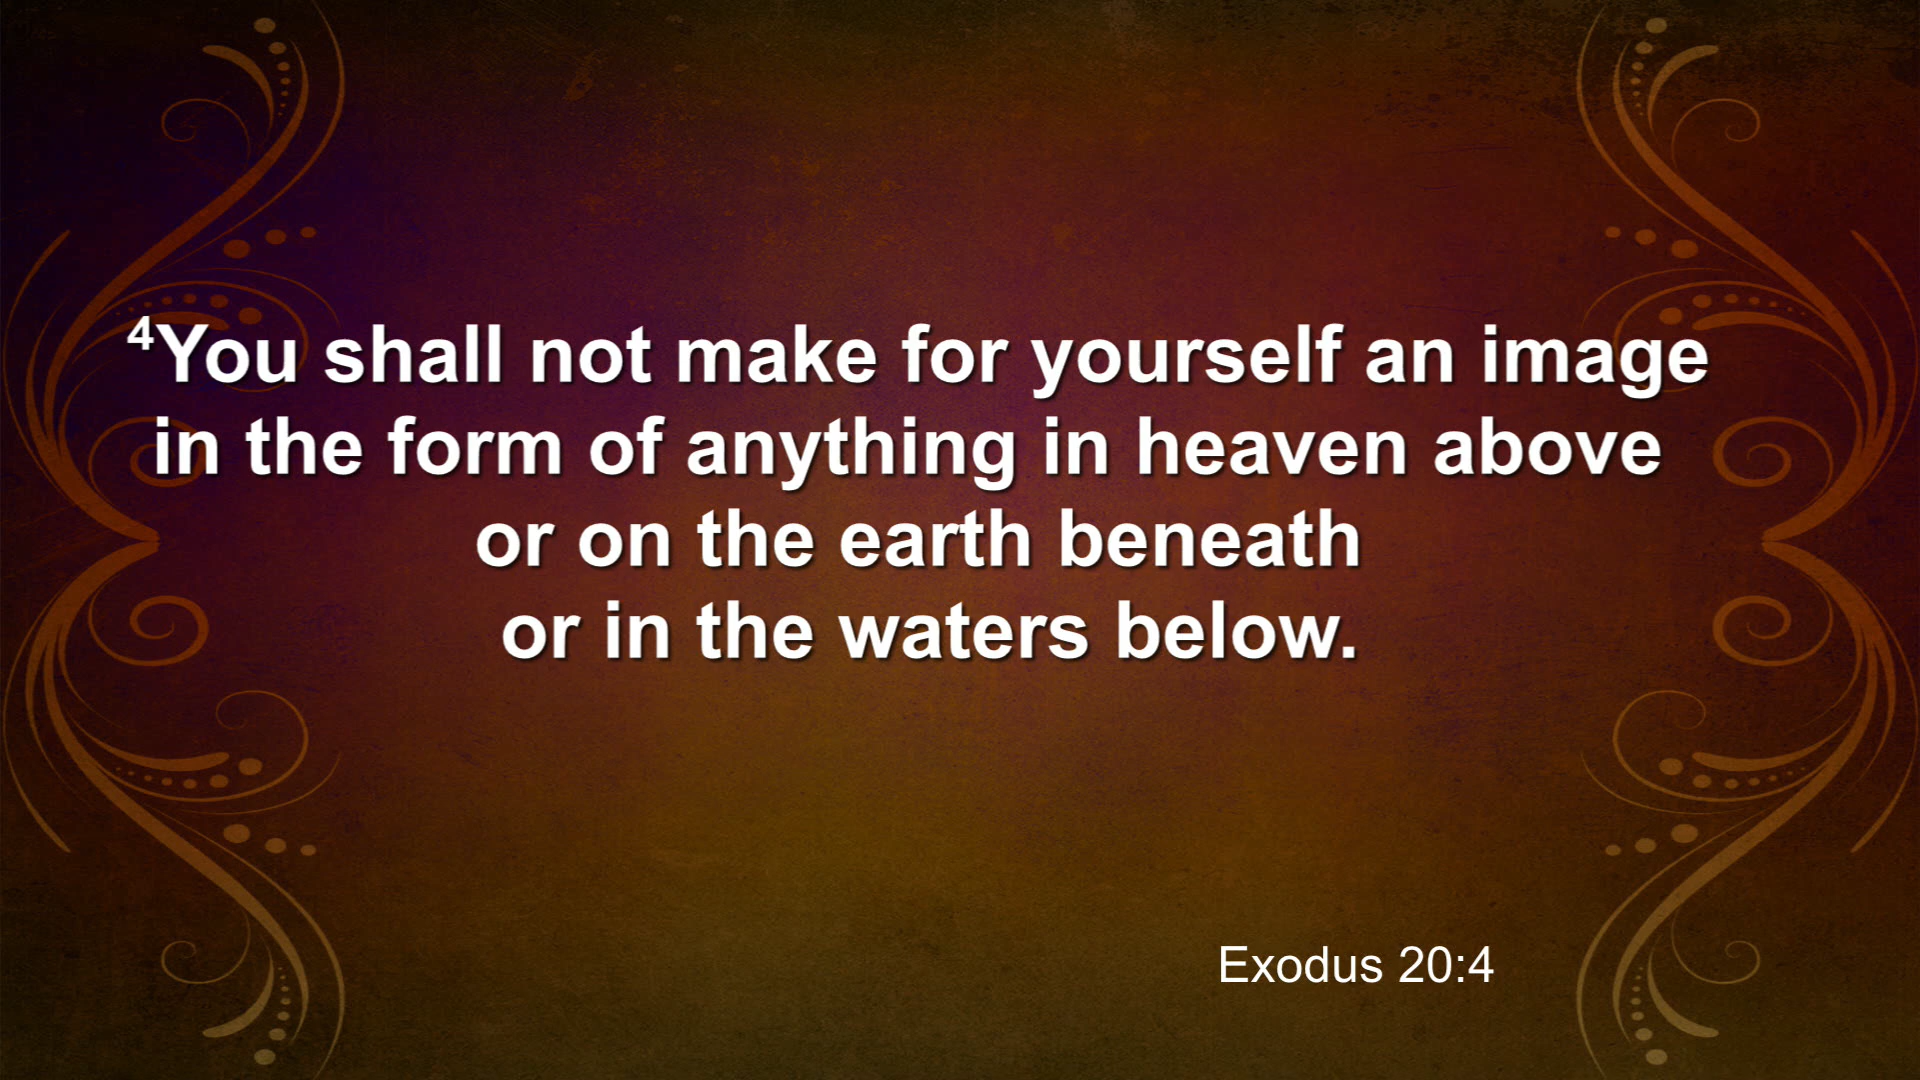 ⁴You shall not make for yourself an image
in the form of anything in heaven above
or on the earth beneath
or in the waters below.
Exodus 20:4